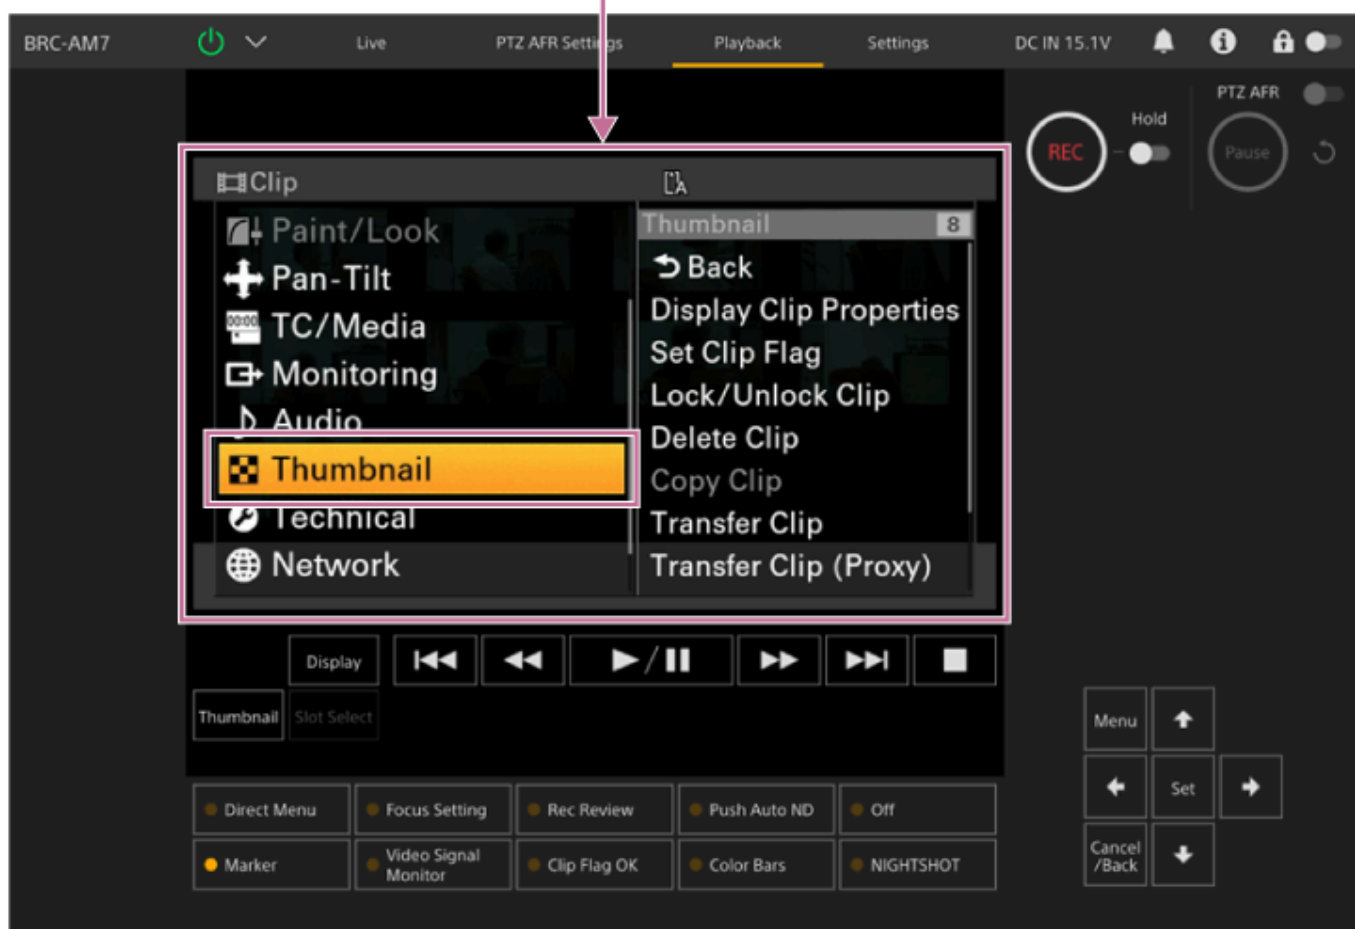 BRC-AM7 Live PTZ AFR Settings Playback Settings DC IN 15.1V
PTZ AFR
REC Hold Pause
Clip A
Paint/Look
Pan-Tilt
00:00 TC/Media
Monitoring
Audio
Thumbnail
Technical
Network
Thumbnail 8
Back
Display Clip Properties
Set Clip Flag
Lock/Unlock Clip
Delete Clip
Copy Clip
Transfer Clip
Transfer Clip (Proxy)
Display
Thumbnail Slot Select
Direct Menu Focus Setting Rec Review Push Auto ND Off
Marker Video Signal Monitor Clip Flag OK Color Bars NIGHTSHOT
Menu
Set
Cancel
/Back